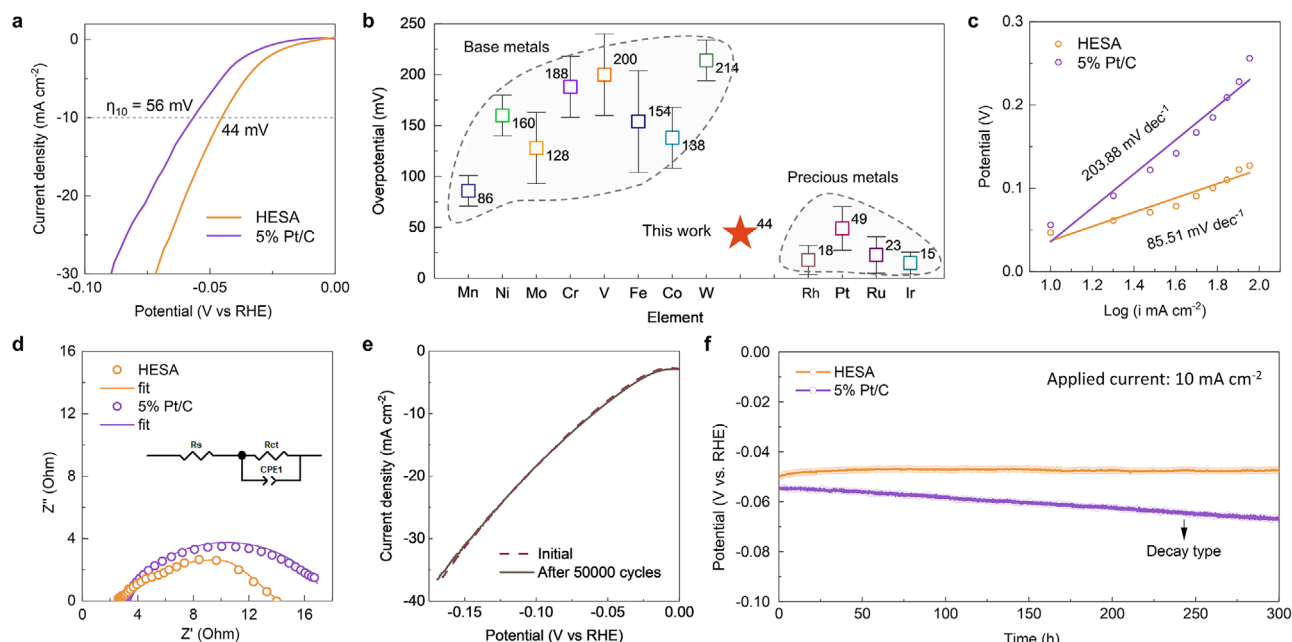 a
Current density (mA cm-2)
0
-10
-20
-30
η10 = 56 mV
44 mV
HESA
5% Pt/C
-0.10
-0.05
0.00
Potential (V vs RHE)
b
Overpotential (mV)
250
200
150
100
50
0
Base metals
86
160
128
188
200
154
138
214
This work
44
Precious metals
18
49
23
15
Mn Ni Mo Cr V Fe Co W Rh Pt Ru Ir
Element
c
Potential (V)
0.3
0.2
0.1
0.0
HESA
5% Pt/C
203.88 mV dec-1
85.51 mV dec-1
1.0 1.2 1.4 1.6 1.8 2.0
Log (i mA cm-2)
d
Z'' (Ohm)
16
12
8
4
0
HESA
fit
5% Pt/C
fit
Rs
Rct
CPE1
4 8 12 16
Z' (Ohm)
e
Current density (mA cm-2)
0
-10
-20
-30
-40
Initial
After 50000 cycles
-0.15 -0.10 -0.05 0.00
Potential (V vs RHE)
f
Potential (V vs. RHE)
0.00
-0.02
-0.04
-0.06
-0.08
-0.10
HESA
5% Pt/C
Applied current: 10 mA cm-2
Decay type
0 50 100 150 200 250 300
Time (h)